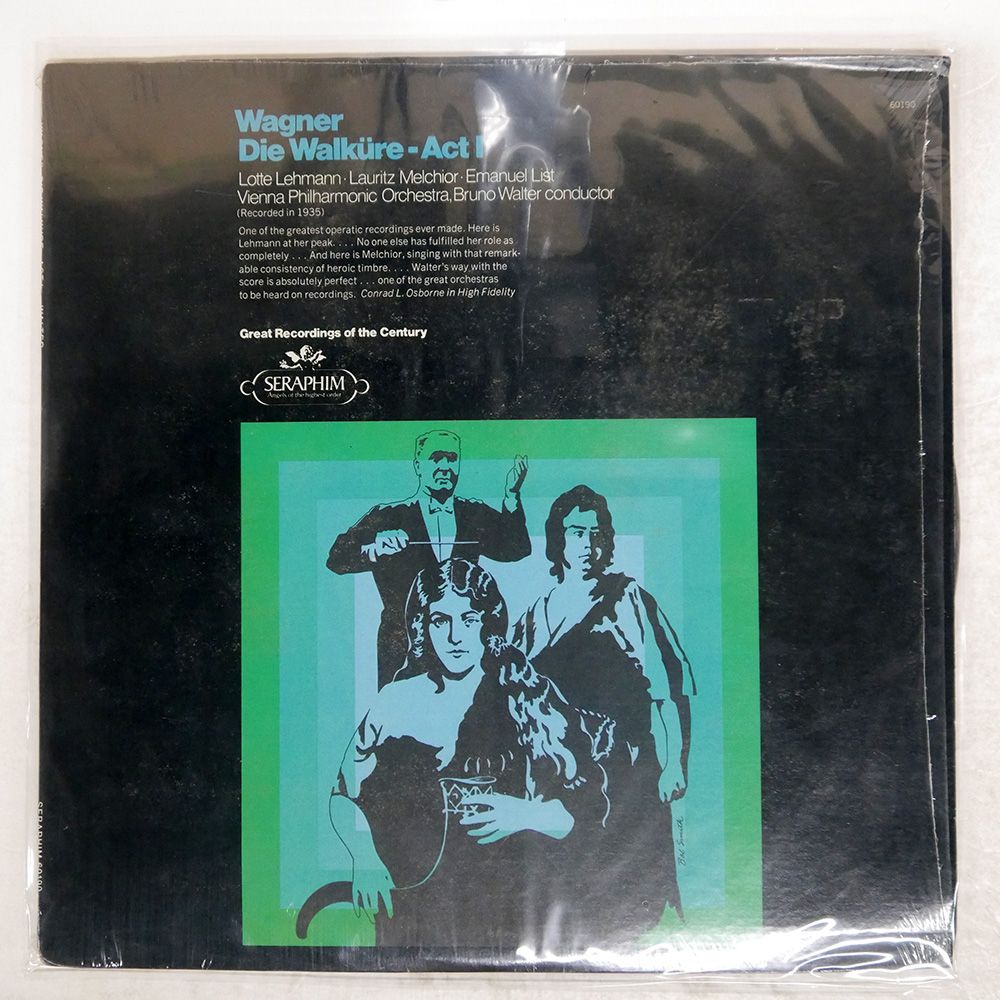 60190
Wagner
Die Walküre - Act I
Lotte Lehmann · Lauritz Melchior · Emanuel List
Vienna Philharmonic Orchestra, Bruno Walter conductor
(Recorded in 1935)
One of the greatest operatic recordings ever made. Here is
Lehmann at her peak. . . . No one else has fulfilled her role as
completely . . . And here is Melchior, singing with that remark-
able consistency of heroic timbre. . . . Walter's way with the
score is absolutely perfect . . . one of the great orchestras
to be heard on recordings. Conrad L. Osborne in High Fidelity
Great Recordings of the Century
SERAPHIM
Angels of the highest order
SERAPHIM 60190
Bob Smith